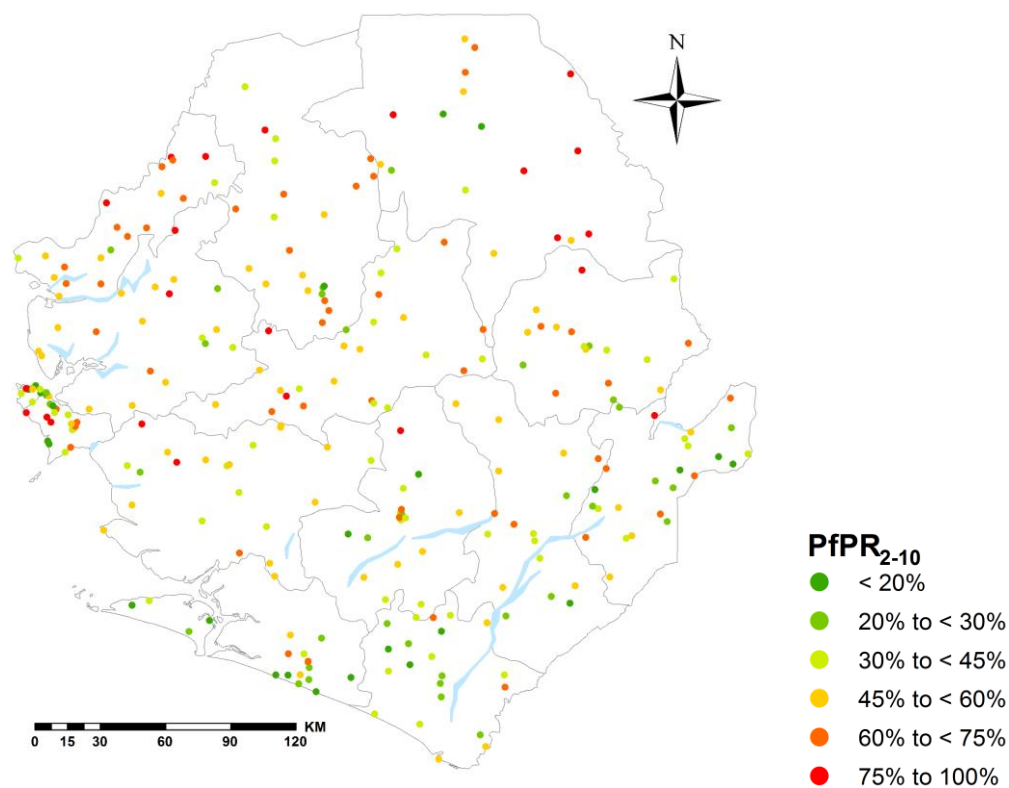 N
PfPR2-10
< 20%
20% to < 30%
30% to < 45%
45% to < 60%
60% to < 75%
75% to 100%
KM
0 15 30 60 90 120